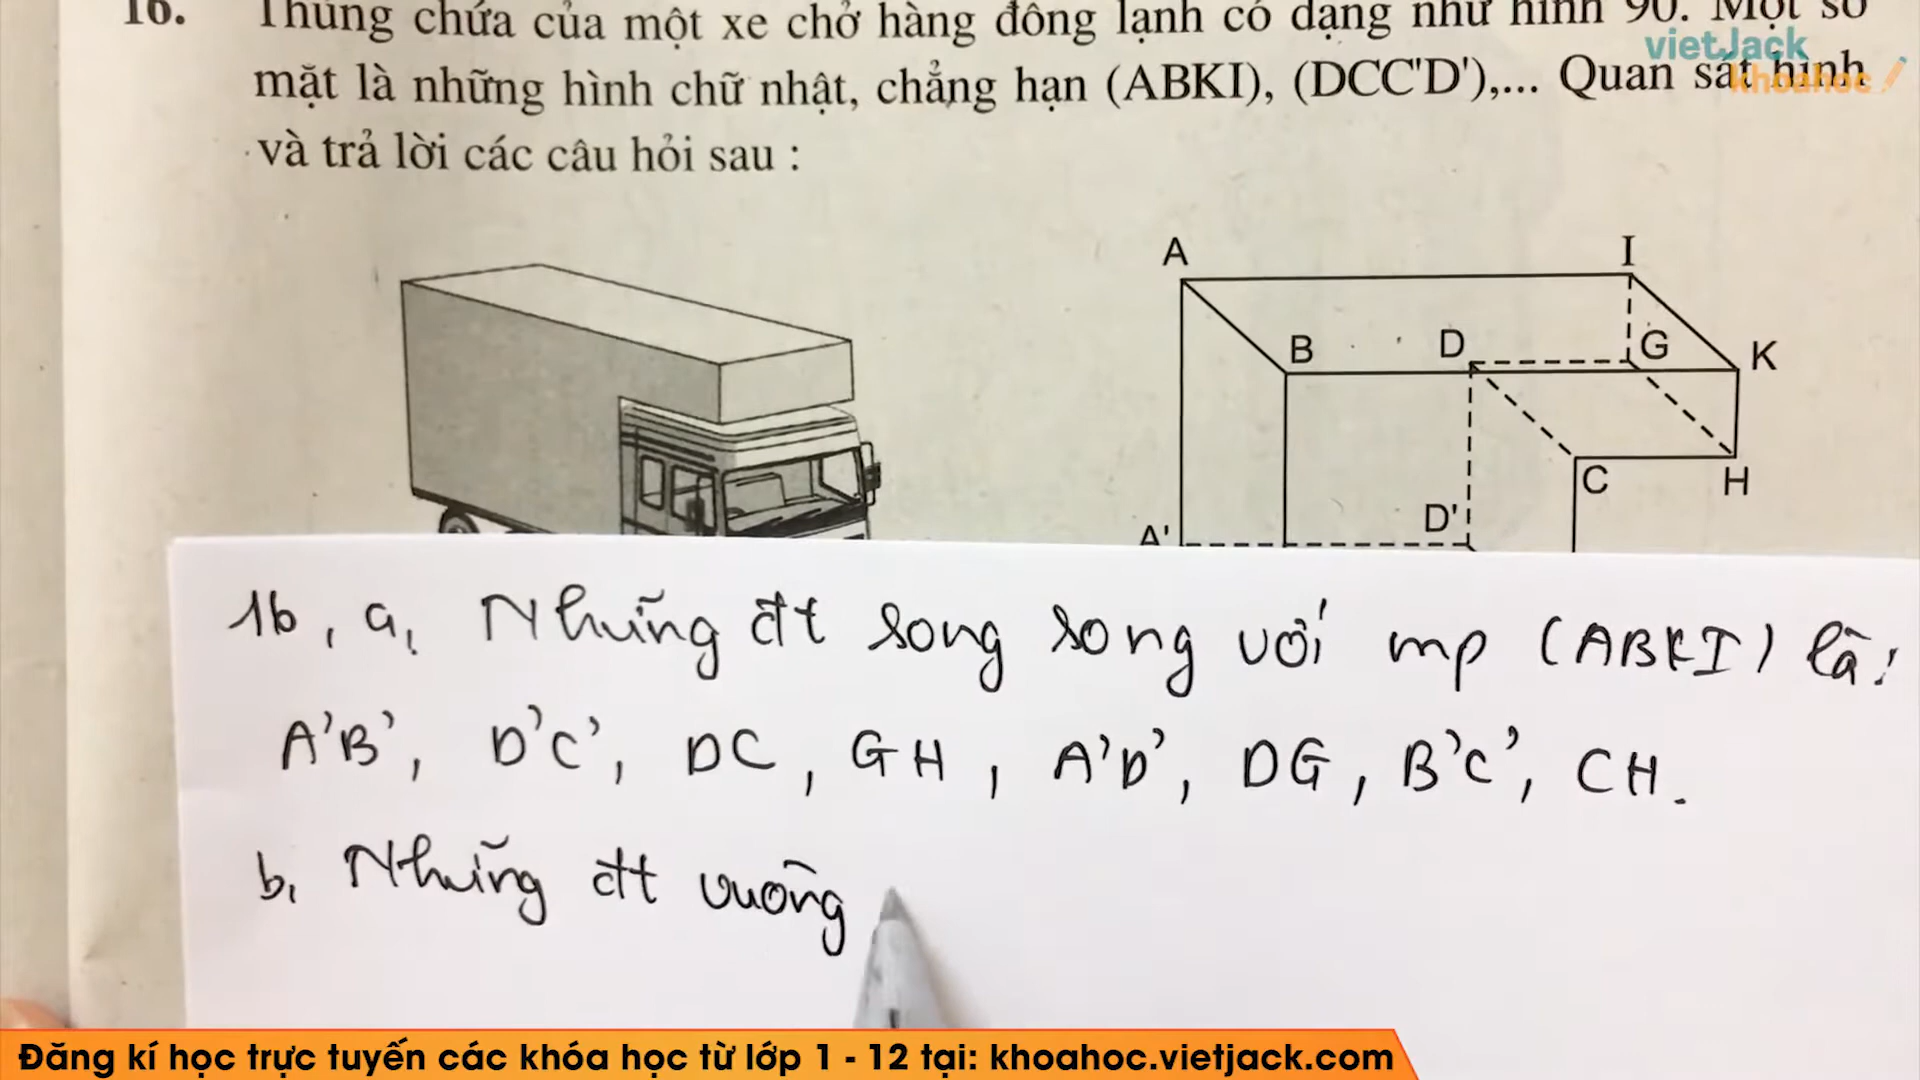 16. Thùng chứa của một xe chở hàng đông lạnh có dạng như hình 90. Một số
mặt là những hình chữ nhật, chẳng hạn (ABKI), (DCC'D'),... Quan sát hình
và trả lời các câu hỏi sau :
vietJack
khoahoc
A
I
B
D
G
K
C
H
D'
A'
16, a, Những đt song song với mp (ABKI) là:
A'B', D'C', DC, GH, A'D', DG, B'C', CH.
b, Những đt vuông
Đăng kí học trực tuyến các khóa học từ lớp 1 - 12 tại: khoahoc.vietjack.com